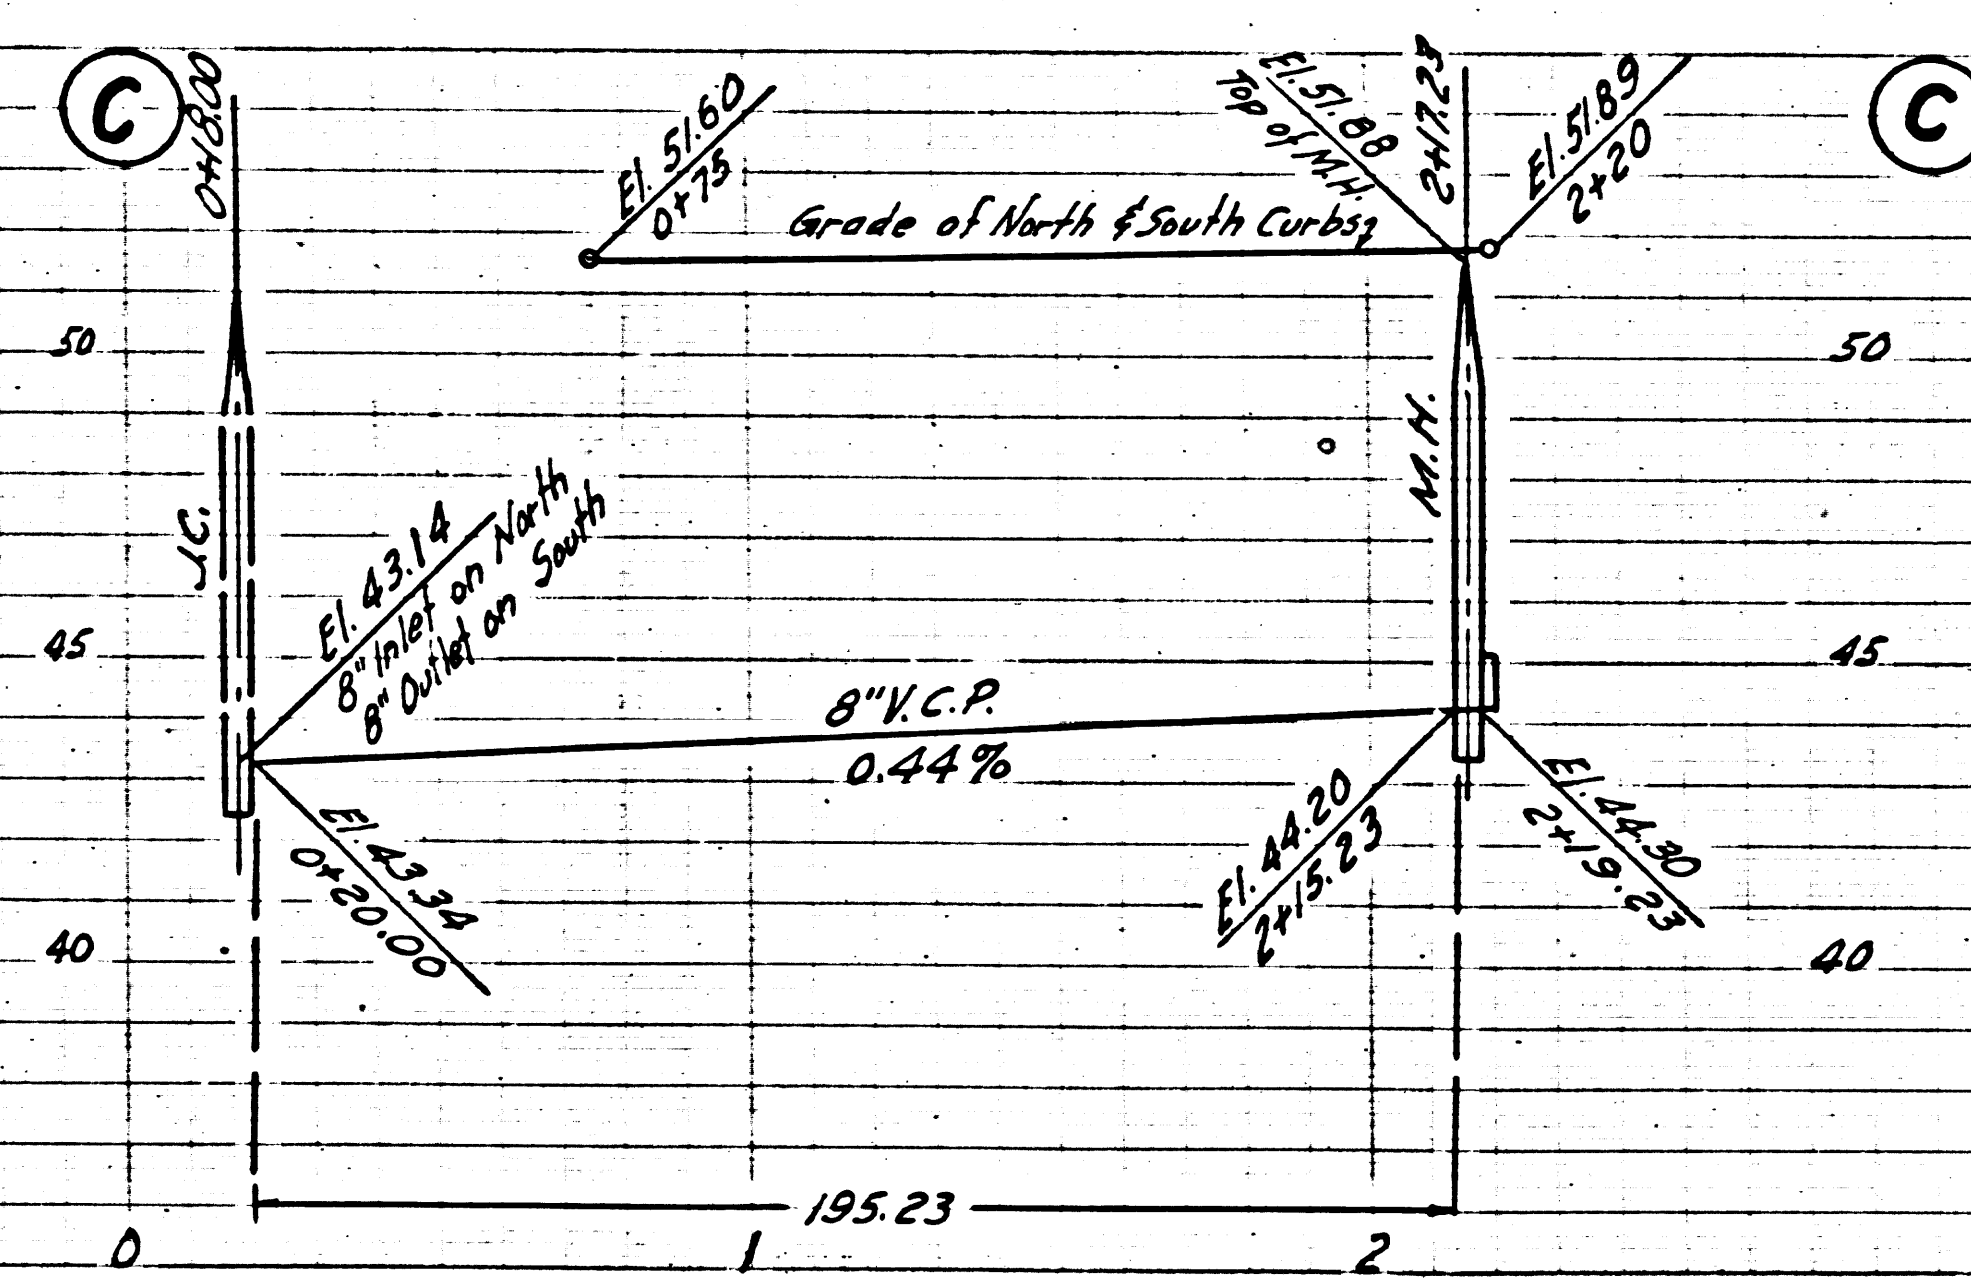 C
0+18.00
El. 51.60
0+75
Grade of North & South Curbs
El. 51.88
Top of M.H.
2+17.23
El. 51.89
2+20
C
50
50
J.C.
M.H.
El. 43.14
8" Inlet on North
8" Outlet on South
45
45
8" V.C.P.
0.44%
El. 43.34
0+20.00
El. 44.20
2+15.23
El. 44.30
2+19.23
40
40
195.23
0
1
2